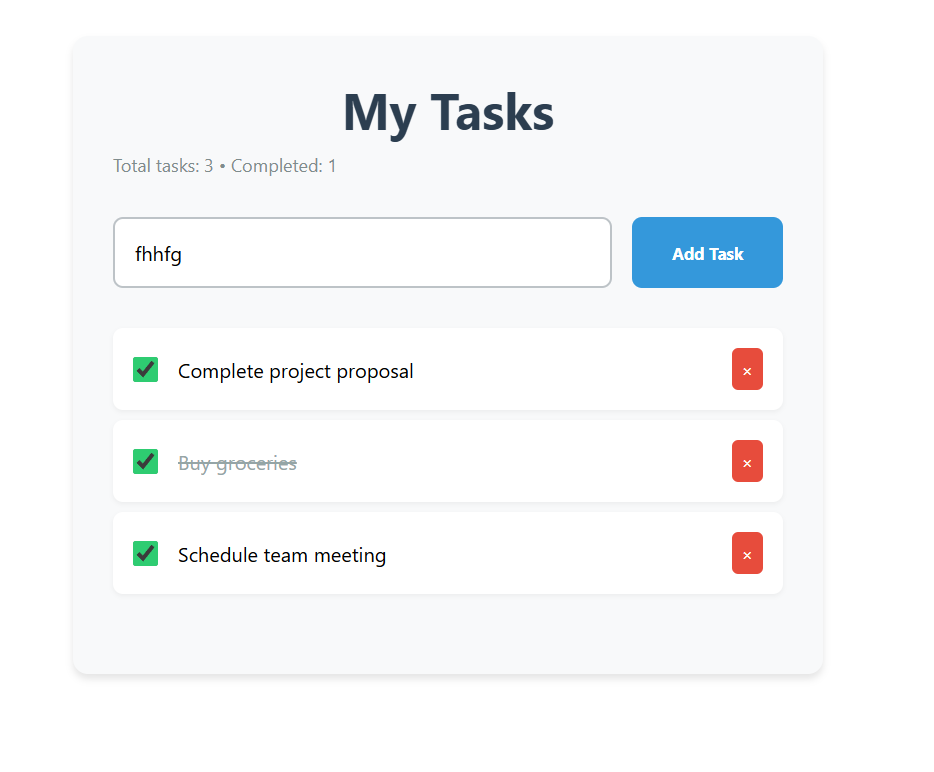 My Tasks
Total tasks: 3 • Completed: 1
fhhfg
Add Task
Complete project proposal
×
Buy groceries
×
Schedule team meeting
×